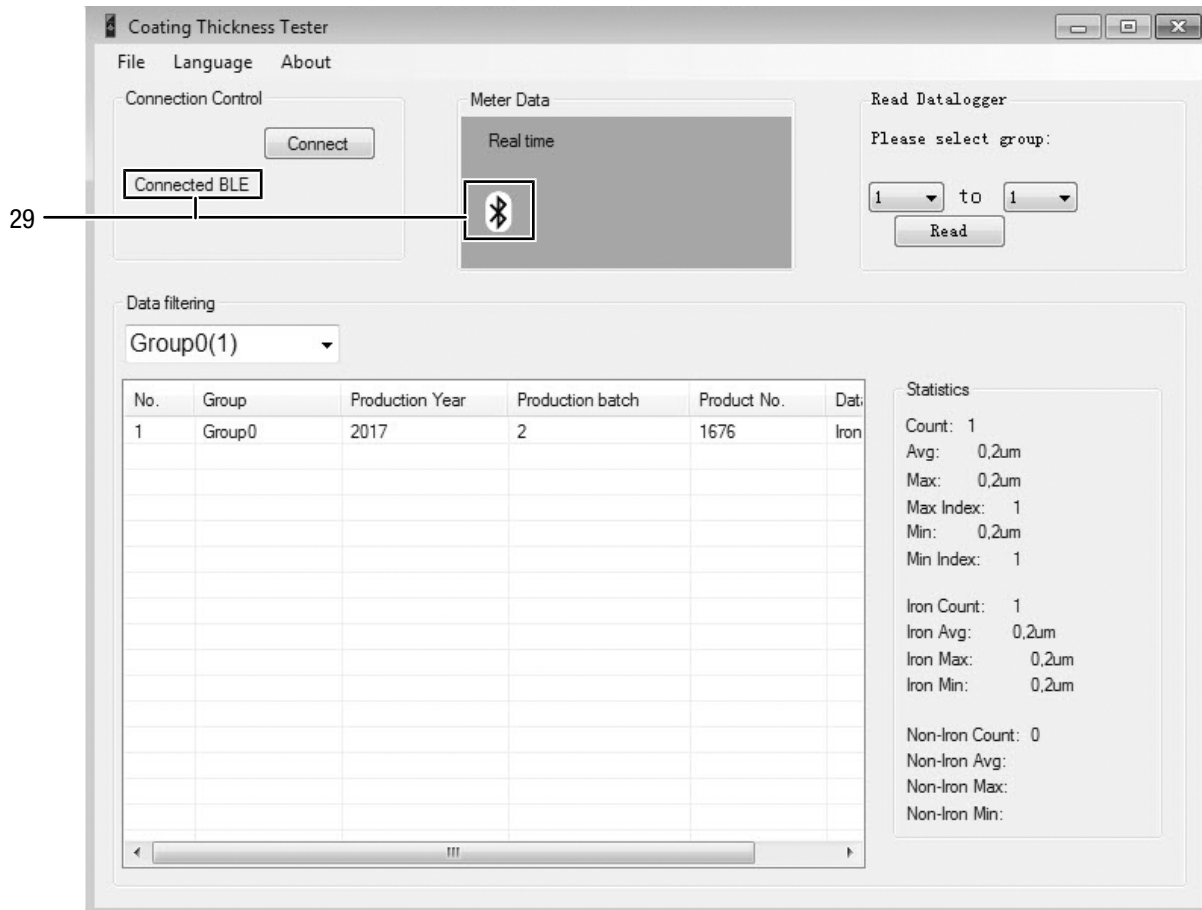 Coating Thickness Tester
File Language About
Connection Control
Connect
Connected BLE
29
Meter Data
Real time
Read Datalogger
Please select group:
1 to 1
Read
Data filtering
Group0(1)
No. Group Production Year Production batch Product No. Data
1 Group0 2017 2 1676 Iron
Statistics
Count: 1
Avg: 0,2um
Max: 0,2um
Max Index: 1
Min: 0,2um
Min Index: 1
Iron Count: 1
Iron Avg: 0,2um
Iron Max: 0,2um
Iron Min: 0,2um
Non-Iron Count: 0
Non-Iron Avg:
Non-Iron Max:
Non-Iron Min: